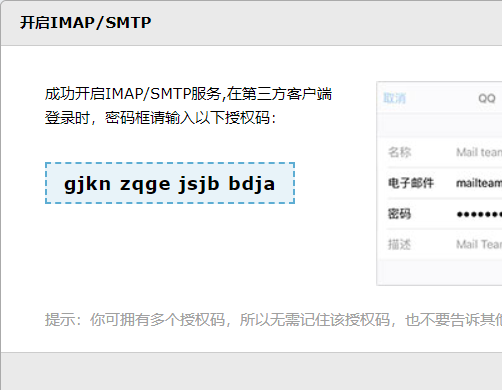 开启IMAP/SMTP
成功开启IMAP/SMTP服务,在第三方客户端
登录时，密码框请输入以下授权码：
gjkn zqge jsjb bdja
取消 QQ
名称 Mail team
电子邮件 mailteam
密码 ●●●●●●●
描述 Mail Tea
提示：你可拥有多个授权码，所以无需记住该授权码，也不要告诉其